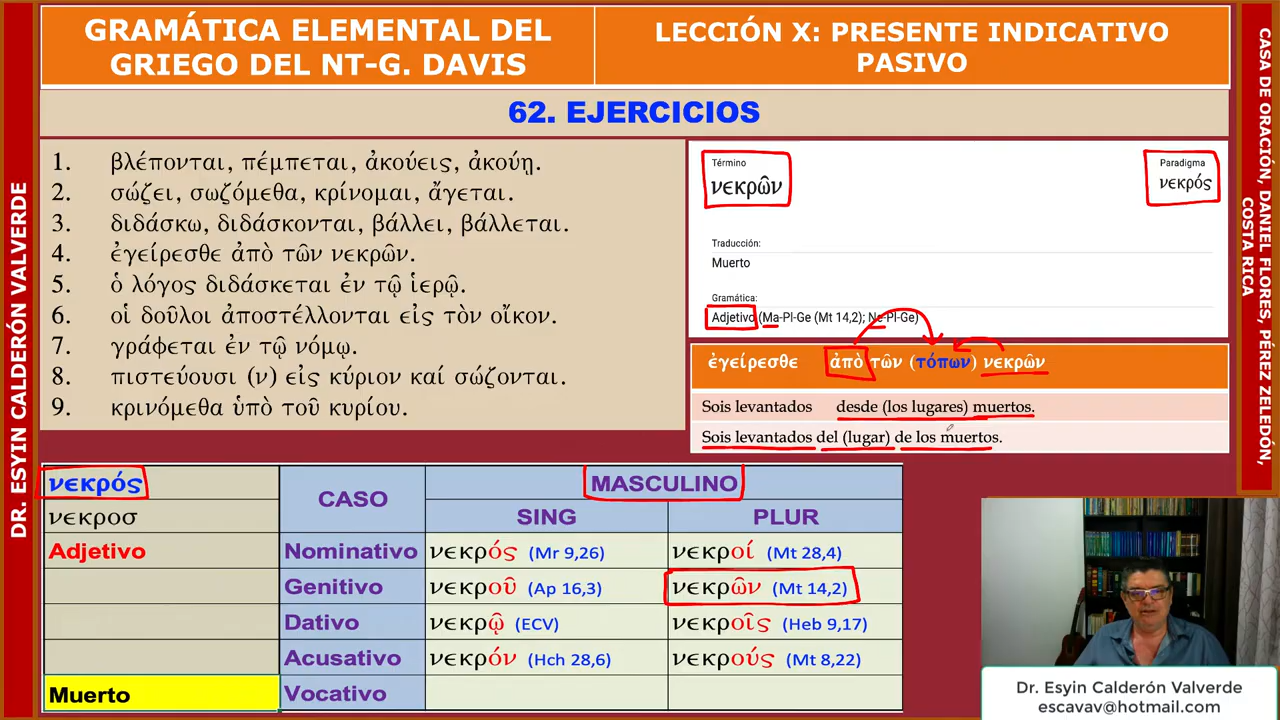 GRAMÁTICA ELEMENTAL DEL
GRIEGO DEL NT-G. DAVIS
LECCIÓN X: PRESENTE INDICATIVO
PASIVO
62. EJERCICIOS
1. βλέπονται, πέμπεται, ἀκούεις, ἀκούῃ.
2. σώζει, σωζόμεθα, κρίνομαι, ἄγεται.
3. διδάσκω, διδάσκονται, βάλλει, βάλλεται.
4. ἐγείρεσθε ἀπὸ τῶν νεκρῶν.
5. ὁ λόγος διδάσκεται ἐν τῷ ἱερῷ.
6. οἱ δοῦλοι ἀποστέλλονται εἰς τὸν οἶκον.
7. γράφεται ἐν τῷ νόμῳ.
8. πιστεύουσι (ν) εἰς κύριον καί σώζονται.
9. κρινόμεθα ὑπὸ τοῦ κυρίου.
Término
νεκρῶν
Paradigma
νεκρός
Traducción:
Muerto
Gramática:
Adjetivo (Ma-Pl-Ge (Mt 14,2); Ne-Pl-Ge)
ἐγείρεσθε ἀπὸ τῶν (τόπων) νεκρῶν
Sois levantados desde (los lugares) muertos.
Sois levantados del (lugar) de los muertos.
νεκρός CASO MASCULINO
νεκροσ SING PLUR
Adjetivo Nominativo νεκρός (Mr 9,26) νεκροί (Mt 28,4)
Genitivo νεκροῦ (Ap 16,3) νεκρῶν (Mt 14,2)
Dativo νεκρῷ (ECV) νεκροῖς (Heb 9,17)
Acusativo νεκρόν (Hch 28,6) νεκρούς (Mt 8,22)
Muerto Vocativo
DR. ESYIN CALDERÓN VALVERDE
CASA DE ORACIÓN, DANIEL FLORES, PÉREZ ZELEDÓN,
COSTA RICA
Dr. Esyin Calderón Valverde
escavav@hotmail.com